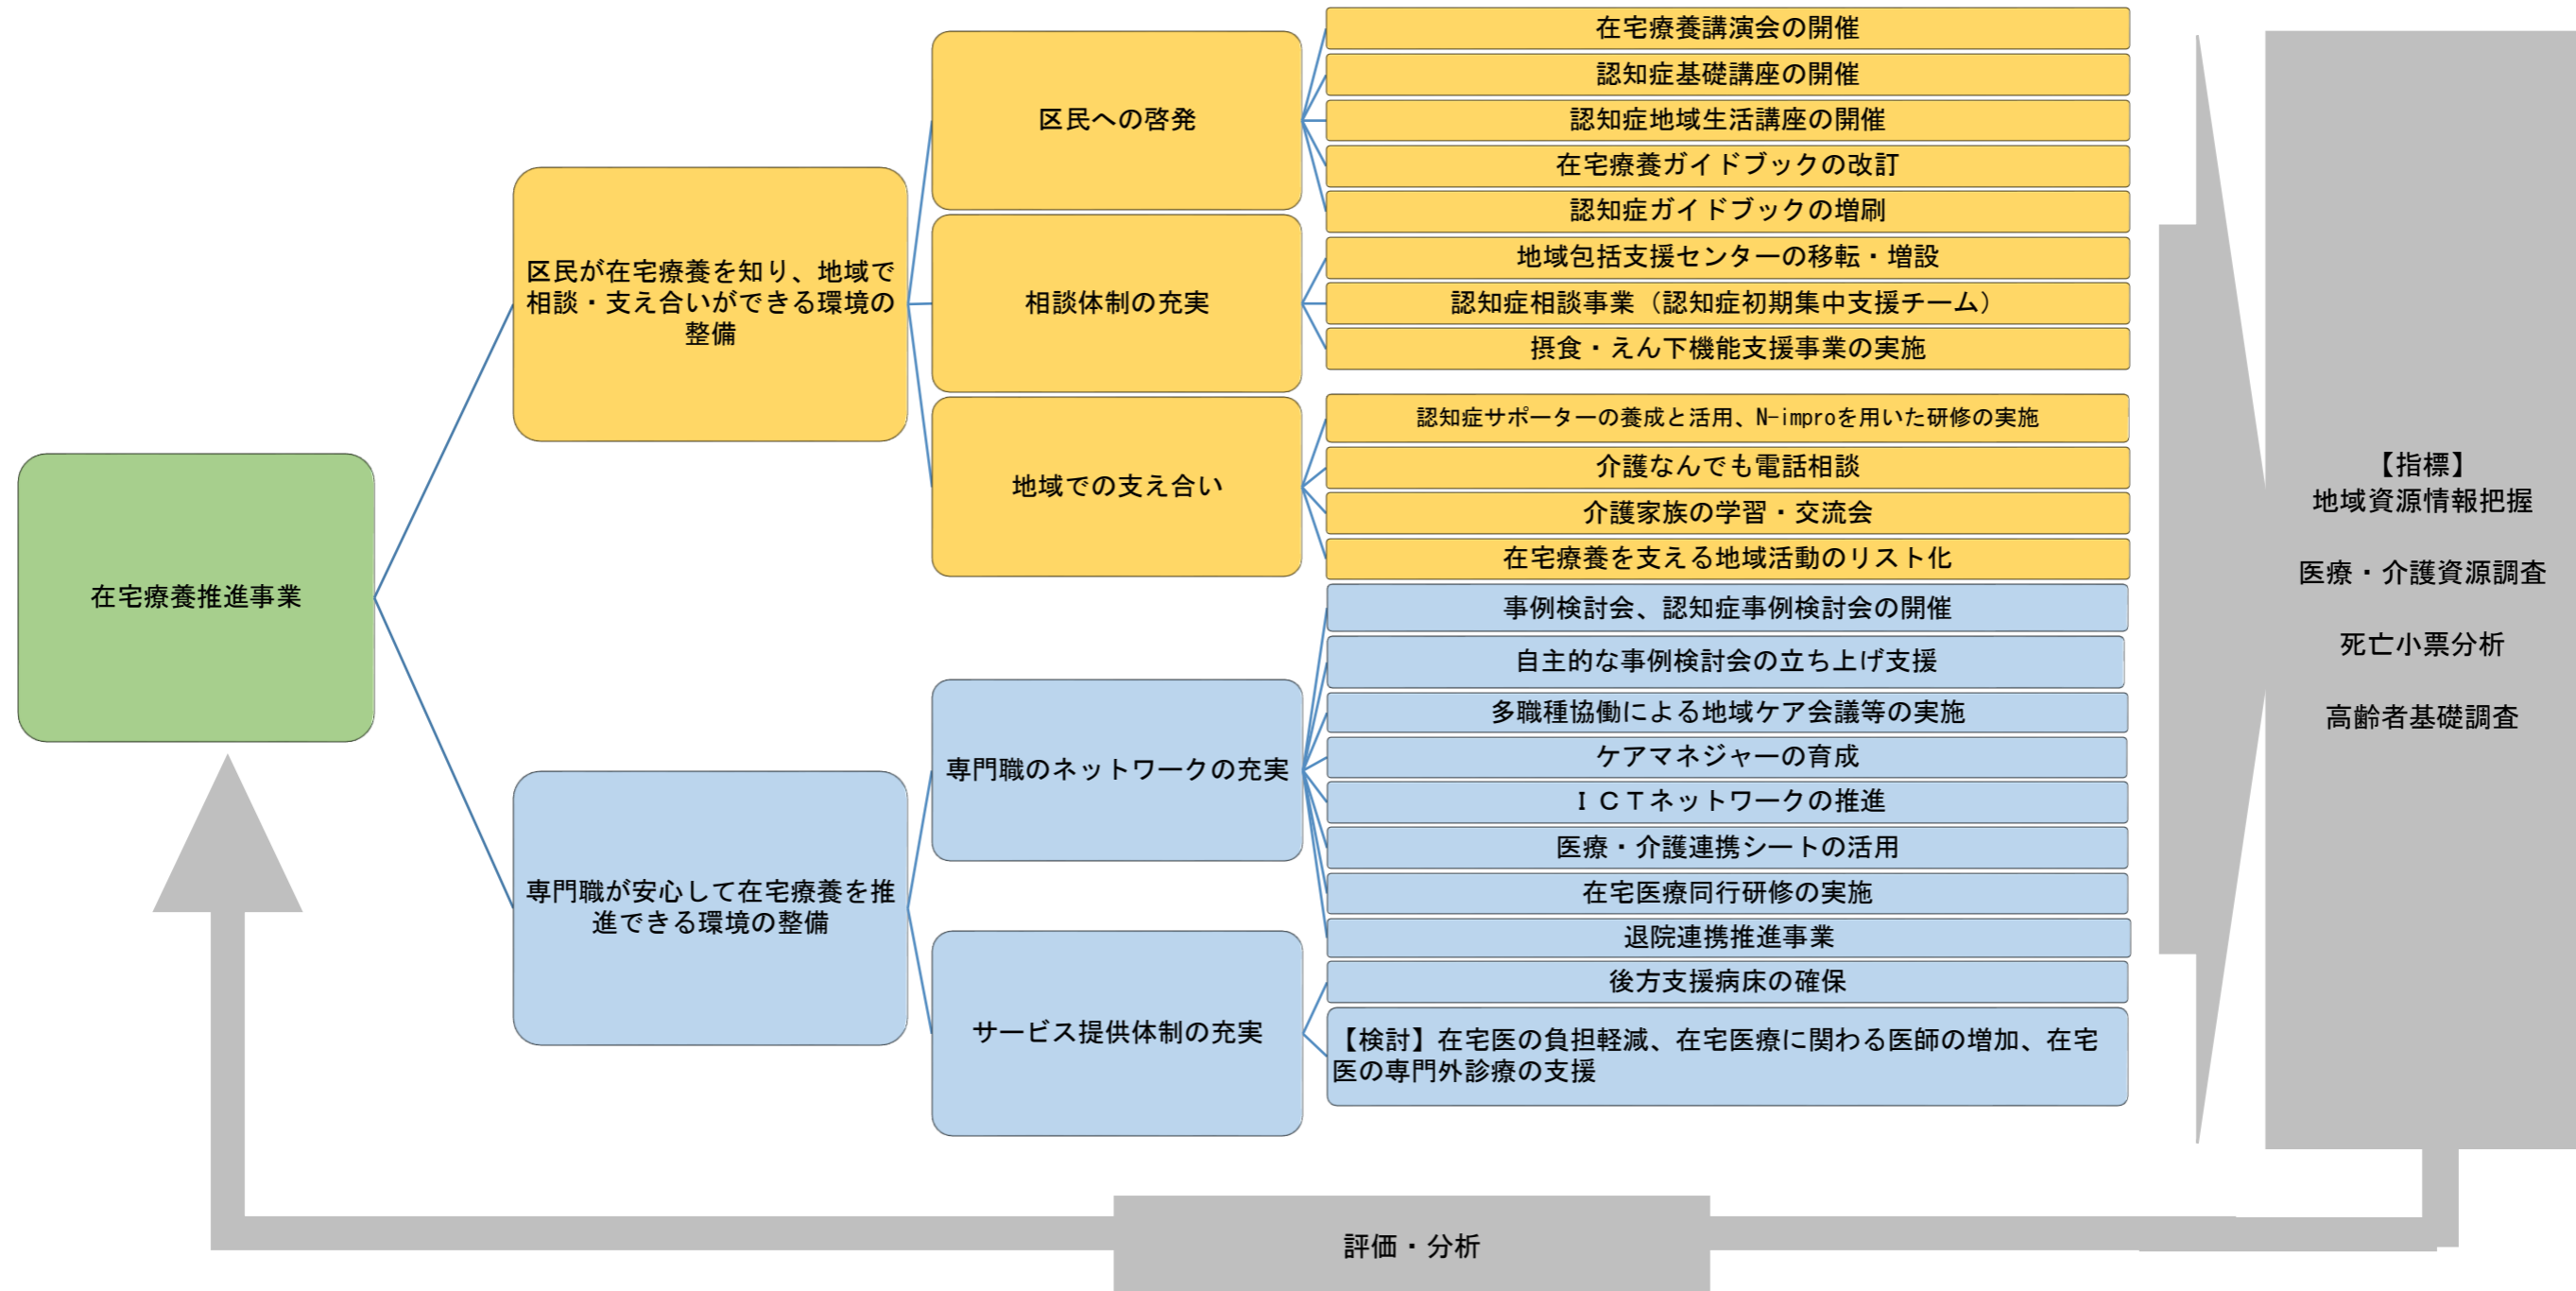 在宅療養推進事業
区民が在宅療養を知り、地域で
相談・支え合いができる環境の
整備
区民への啓発
在宅療養講演会の開催
認知症基礎講座の開催
認知症地域生活講座の開催
在宅療養ガイドブックの改訂
認知症ガイドブックの増刷
相談体制の充実
地域包括支援センターの移転・増設
認知症相談事業（認知症初期集中支援チーム）
摂食・えん下機能支援事業の実施
地域での支え合い
認知症サポーターの養成と活用、N-improを用いた研修の実施
介護なんでも電話相談
介護家族の学習・交流会
在宅療養を支える地域活動のリスト化
専門職が安心して在宅療養を推
進できる環境の整備
専門職のネットワークの充実
事例検討会、認知症事例検討会の開催
自主的な事例検討会の立ち上げ支援
多職種協働による地域ケア会議等の実施
ケアマネジャーの育成
ＩＣＴネットワークの推進
医療・介護連携シートの活用
在宅医療同行研修の実施
退院連携推進事業
サービス提供体制の充実
後方支援病床の確保
【検討】在宅医の負担軽減、在宅医療に関わる医師の増加、在宅
医の専門外診療の支援
【指標】
地域資源情報把握
医療・介護資源調査
死亡小票分析
高齢者基礎調査
評価・分析